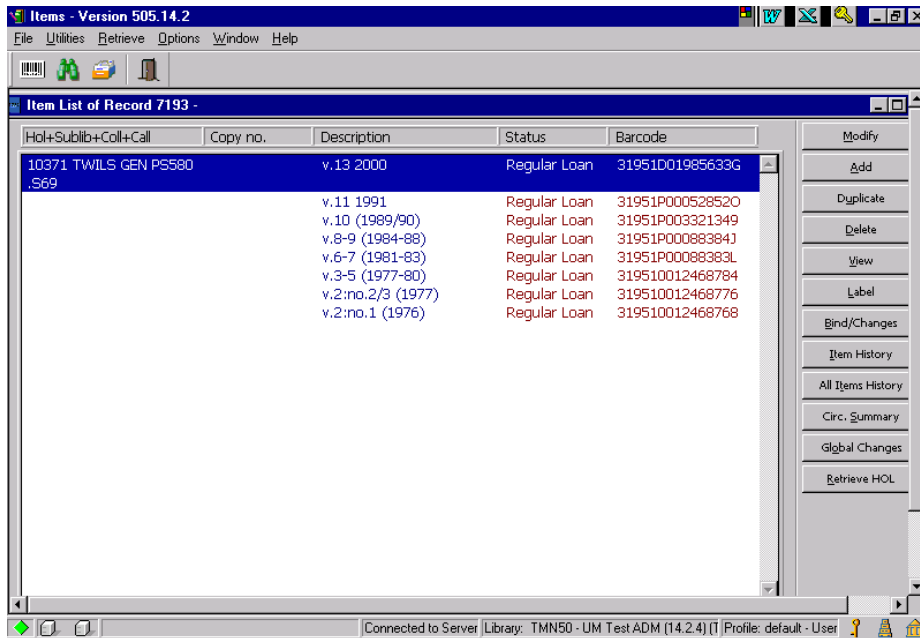 Items - Version 505.14.2
File Utilities Retrieve Options Window Help
Item List of Record 7193 -
Hol+Sublib+Coll+Call Copy no. Description Status Barcode
10371 TWILS GEN PS580 v.13 2000 Regular Loan 31951D01985633G
.S69
v.11 1991 Regular Loan 31951P00052852O
v.10 (1989/90) Regular Loan 31951P003321349
v.8-9 (1984-88) Regular Loan 31951P00088384J
v.6-7 (1981-83) Regular Loan 31951P00088383L
v.3-5 (1977-80) Regular Loan 319510012468784
v.2:no.2/3 (1977) Regular Loan 319510012468776
v.2:no.1 (1976) Regular Loan 319510012468768
Modify
Add
Duplicate
Delete
View
Label
Bind/Changes
Item History
All Items History
Circ. Summary
Global Changes
Retrieve HOL
Connected to Server Library: TMN50 - UM Test ADM (14.2.4) (T Profile: default - User